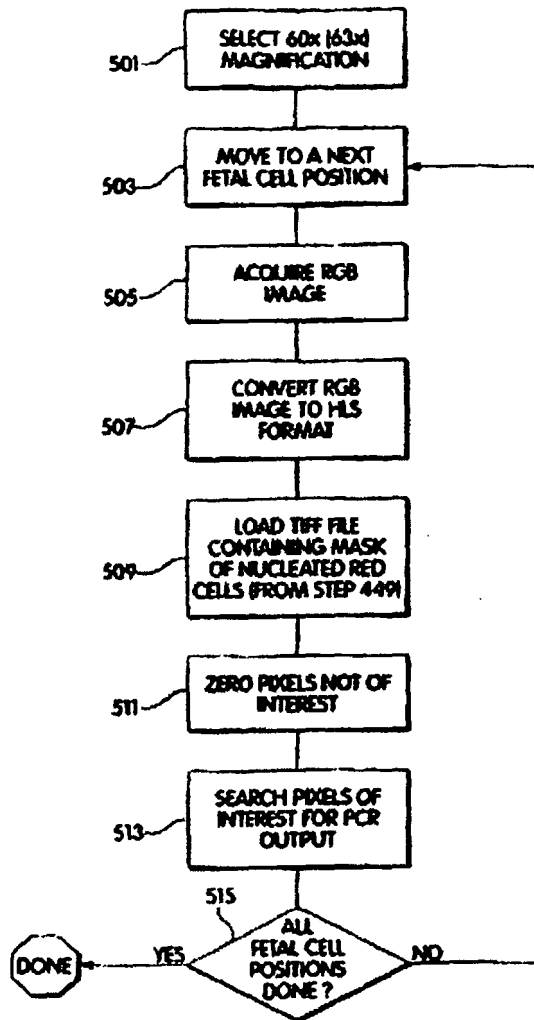 501
SELECT 60x (63x)
MAGNIFICATION
503
MOVE TO A NEXT
FETAL CELL POSITION
505
ACQUIRE RGB
IMAGE
507
CONVERT RGB
IMAGE TO HLS
FORMAT
509
LOAD TIFF FILE
CONTAINING MASK
OF NUCLEATED RED
CELLS (FROM STEP 449)
511
ZERO PIXELS NOT OF
INTEREST
513
SEARCH PIXELS OF
INTEREST FOR PCR
OUTPUT
515
ALL
FETAL CELL
POSITIONS
DONE ?
YES
NO
DONE